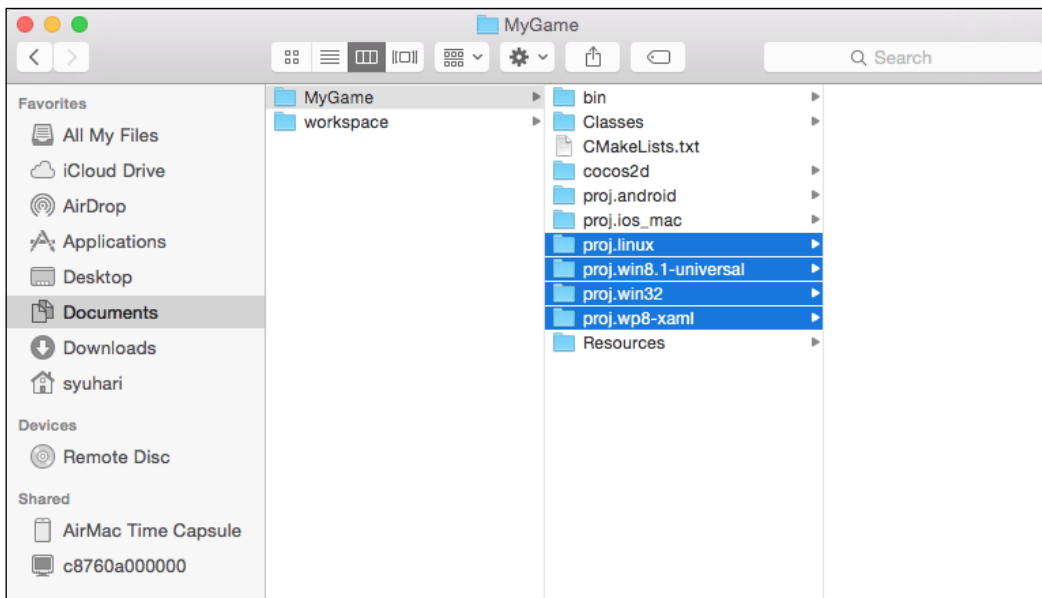 MyGame
Search
Favorites
All My Files
iCloud Drive
AirDrop
Applications
Desktop
Documents
Downloads
syuhari
Devices
Remote Disc
Shared
AirMac Time Capsule
c8760a000000
MyGame
workspace
bin
Classes
CMakeLists.txt
cocos2d
proj.android
proj.ios_mac
proj.linux
proj.win8.1-universal
proj.win32
proj.wp8-xaml
Resources